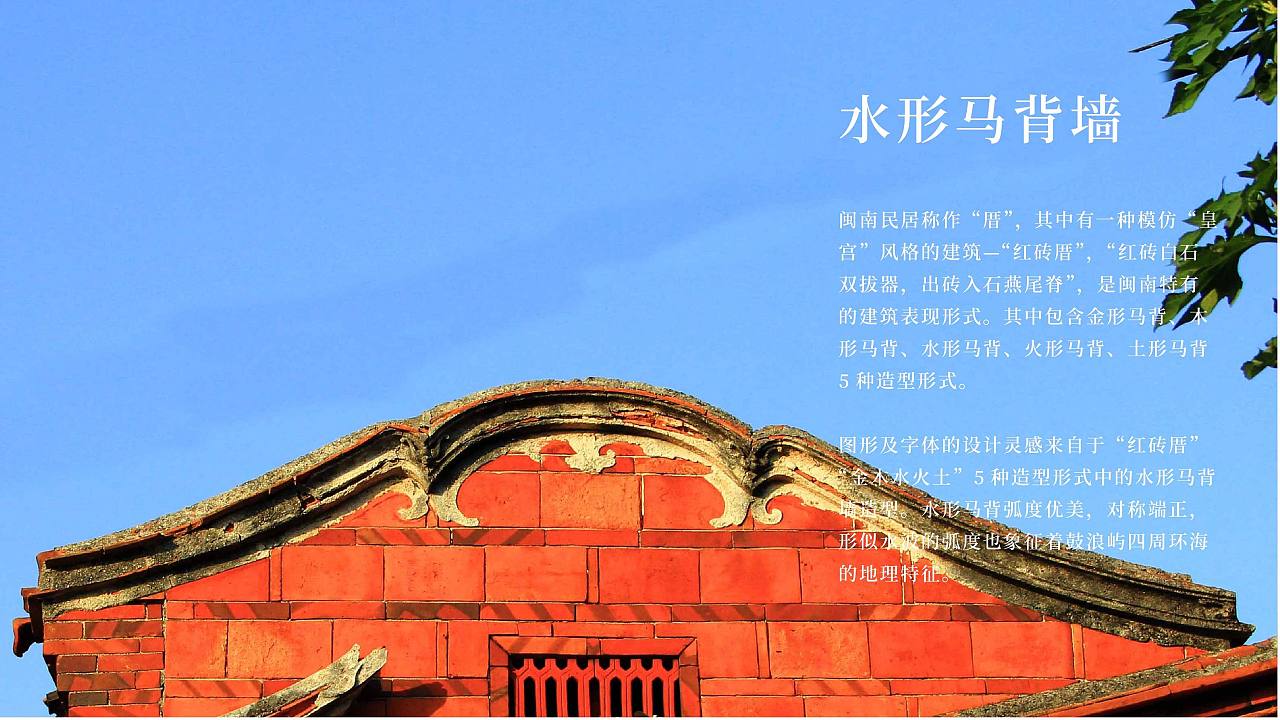 水形马背墙
闽南民居称作“厝”，其中有一种模仿“皇
宫”风格的建筑—“红砖厝”，“红砖白石
双拔器，出砖入石燕尾脊”，是闽南特有
的建筑表现形式。其中包含金形马背、木
形马背、水形马背、火形马背、土形马背
5 种造型形式。
图形及字体的设计灵感来自于“红砖厝”
“金木水火土”5 种造型形式中的水形马背
墙造型。水形马背弧度优美，对称端正，
形似水波的弧度也象征着鼓浪屿四周环海
的地理特征。